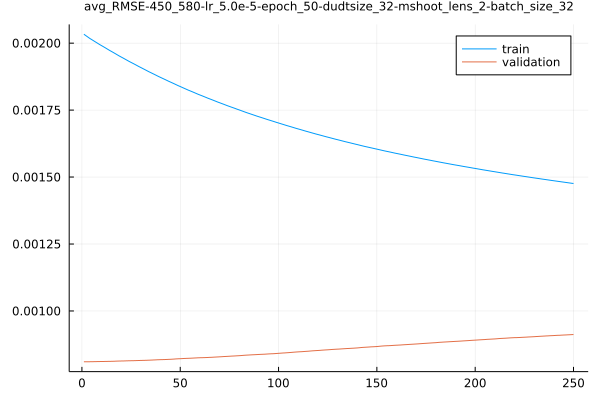 avg_RMSE-450_580-lr_5.0e-5-epoch_50-dudtsize_32-mshoot_lens_2-batch_size_32
0.00200
0.00175
0.00150
0.00125
0.00100
train
validation
0 50 100 150 200 250